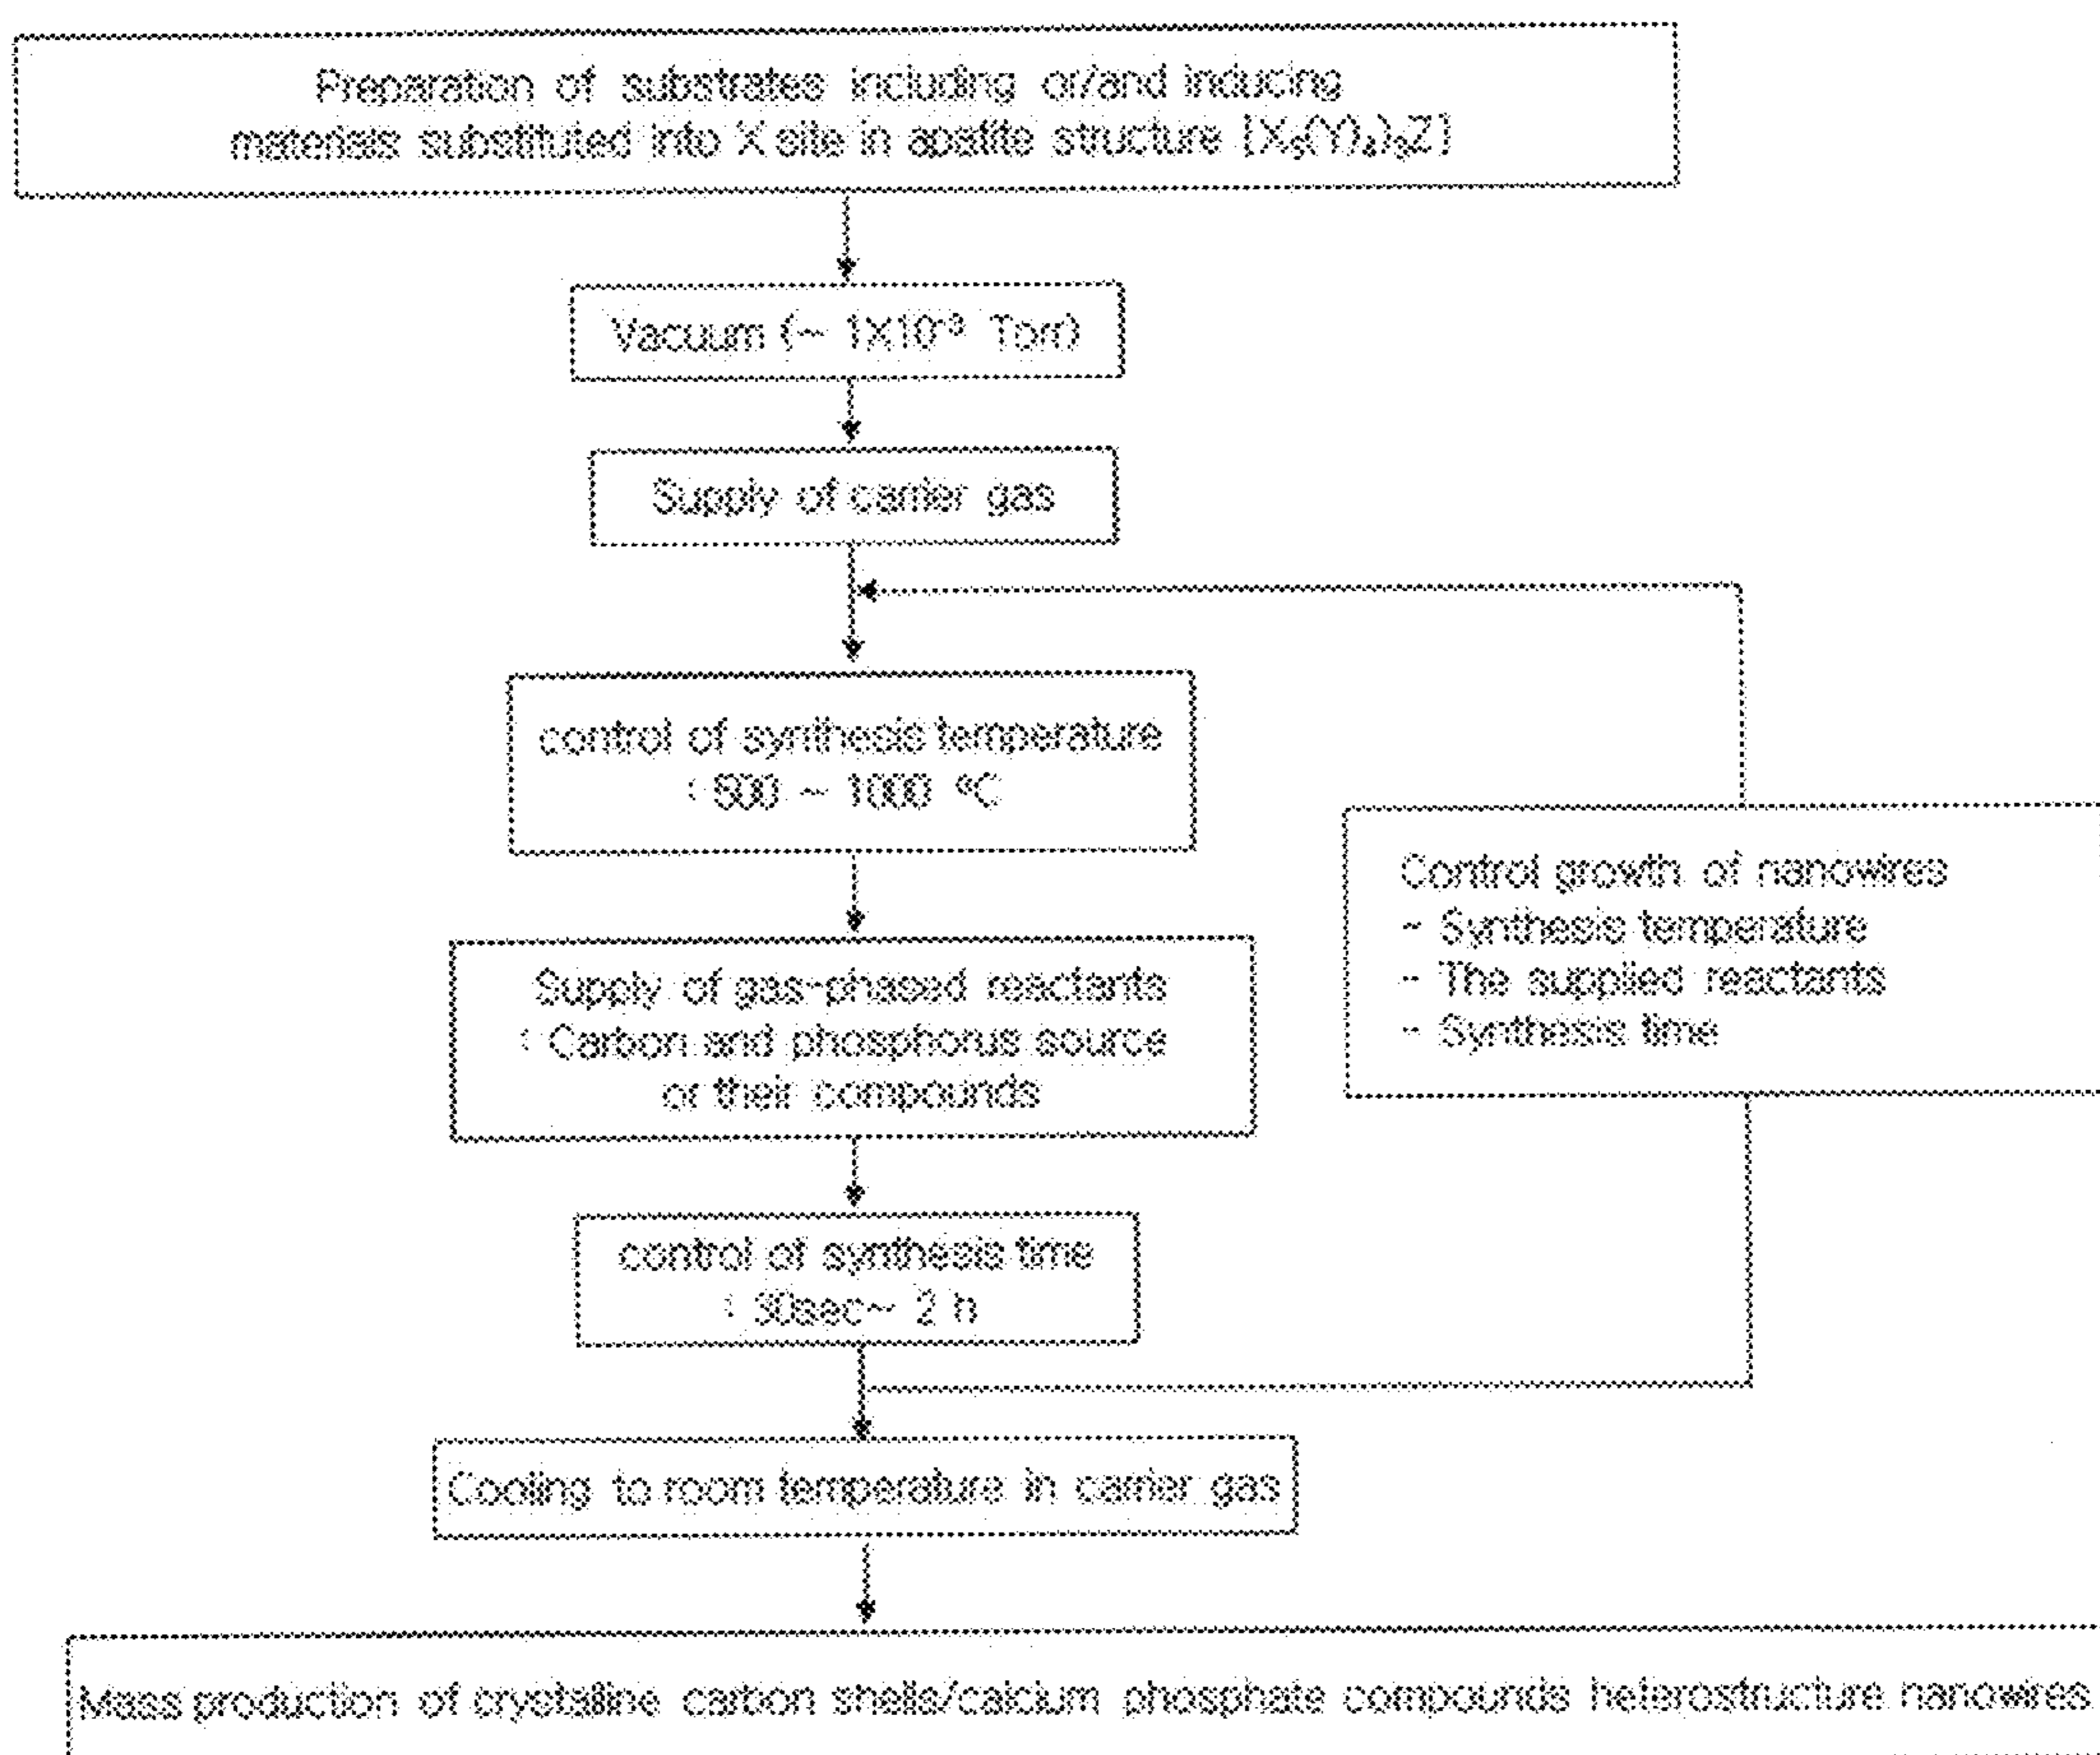 Preparation of substrates including or/and inducing
materials substituted into X site in apatite structure [X₅(Y)₄)₃Z]
Vacuum (~ 1X10⁻³ Torr)
Supply of carrier gas
control of synthesis temperature
: 500 ~ 1000 °C
Supply of gas-phased reactants
: Carbon and phosphorus source
or their compounds
control of synthesis time
: 30sec~ 2 h
Control growth of nanowires
- Synthesis temperature
- The supplied reactants
- Synthesis time
Cooling to room temperature in carrier gas
Mass production of crystalline carbon shells/calcium phosphate compounds heterostructure nanowires